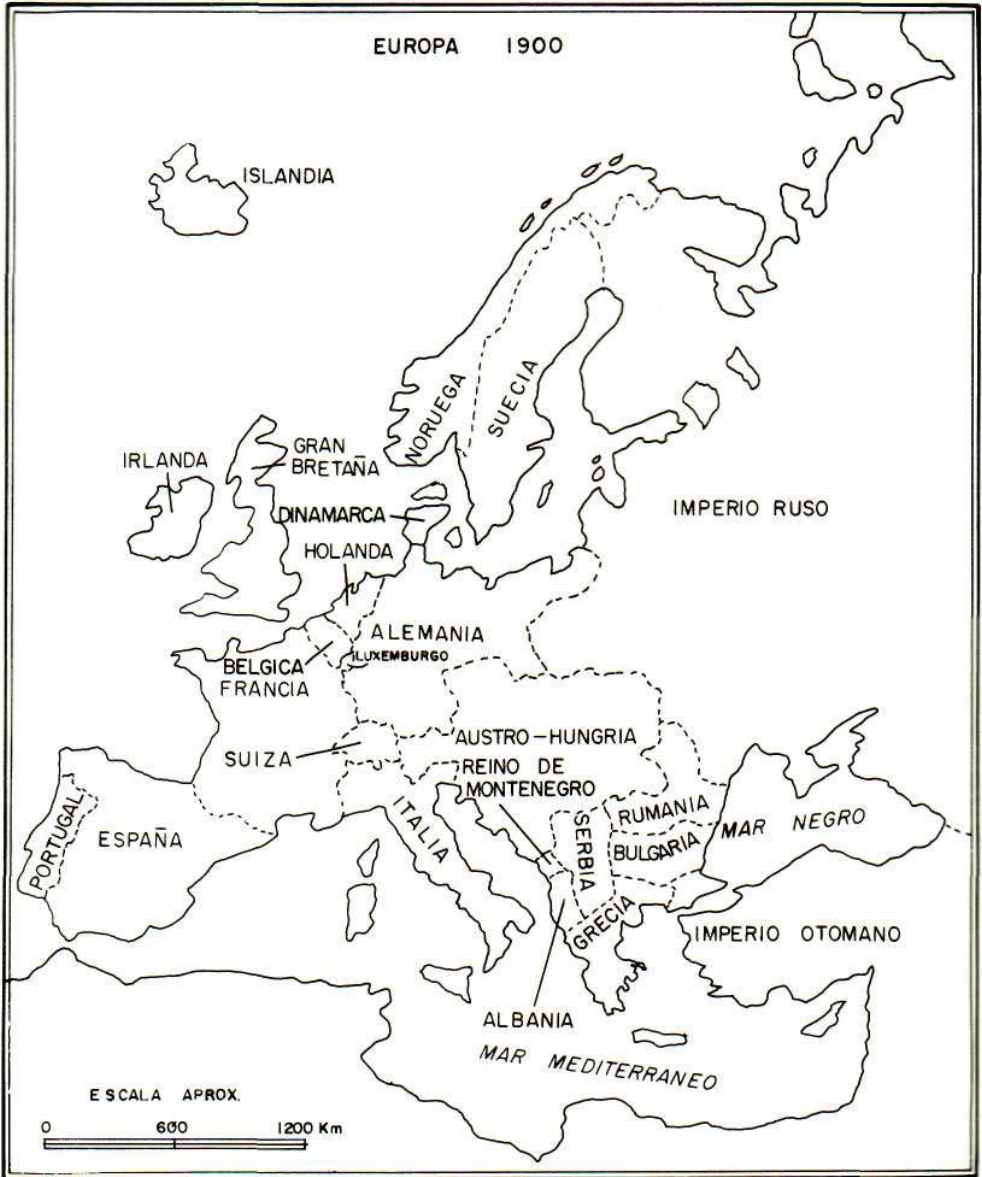 EUROPA 1900
ISLANDIA
NORUEGA
SUECIA
GRAN
BRETAÑA
IRLANDA
DINAMARCA
IMPERIO RUSO
HOLANDA
ALEMANIA
LUXEMBURGO
BELGICA
FRANCIA
SUIZA
AUSTRO-HUNGRIA
REINO DE
MONTENEGRO
PORTUGAL
ESPAÑA
ITALIA
SERBIA
RUMANIA
BULGARIA
MAR NEGRO
GRECIA
IMPERIO OTOMANO
ALBANIA
MAR MEDITERRANEO
ESCALA APROX.
0 600 1200 Km